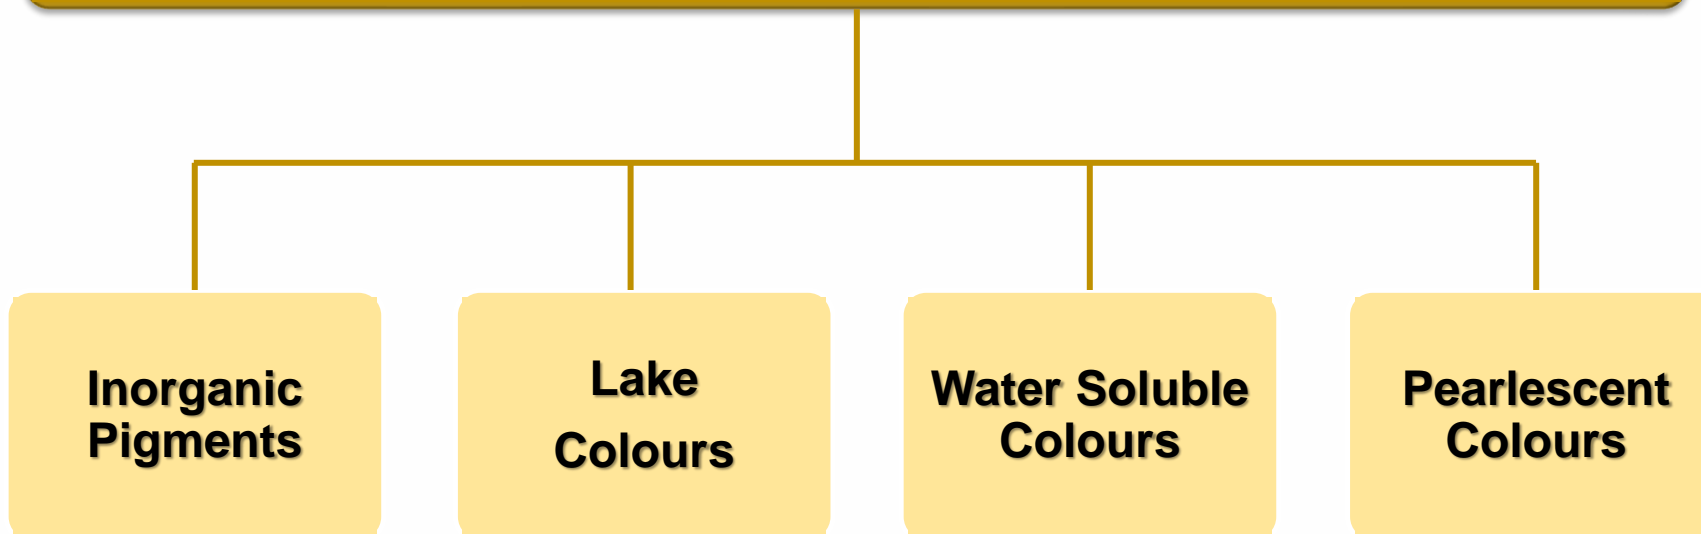 Inorganic
Pigments
Lake
Colours
Water Soluble
Colours
Pearlescent
Colours